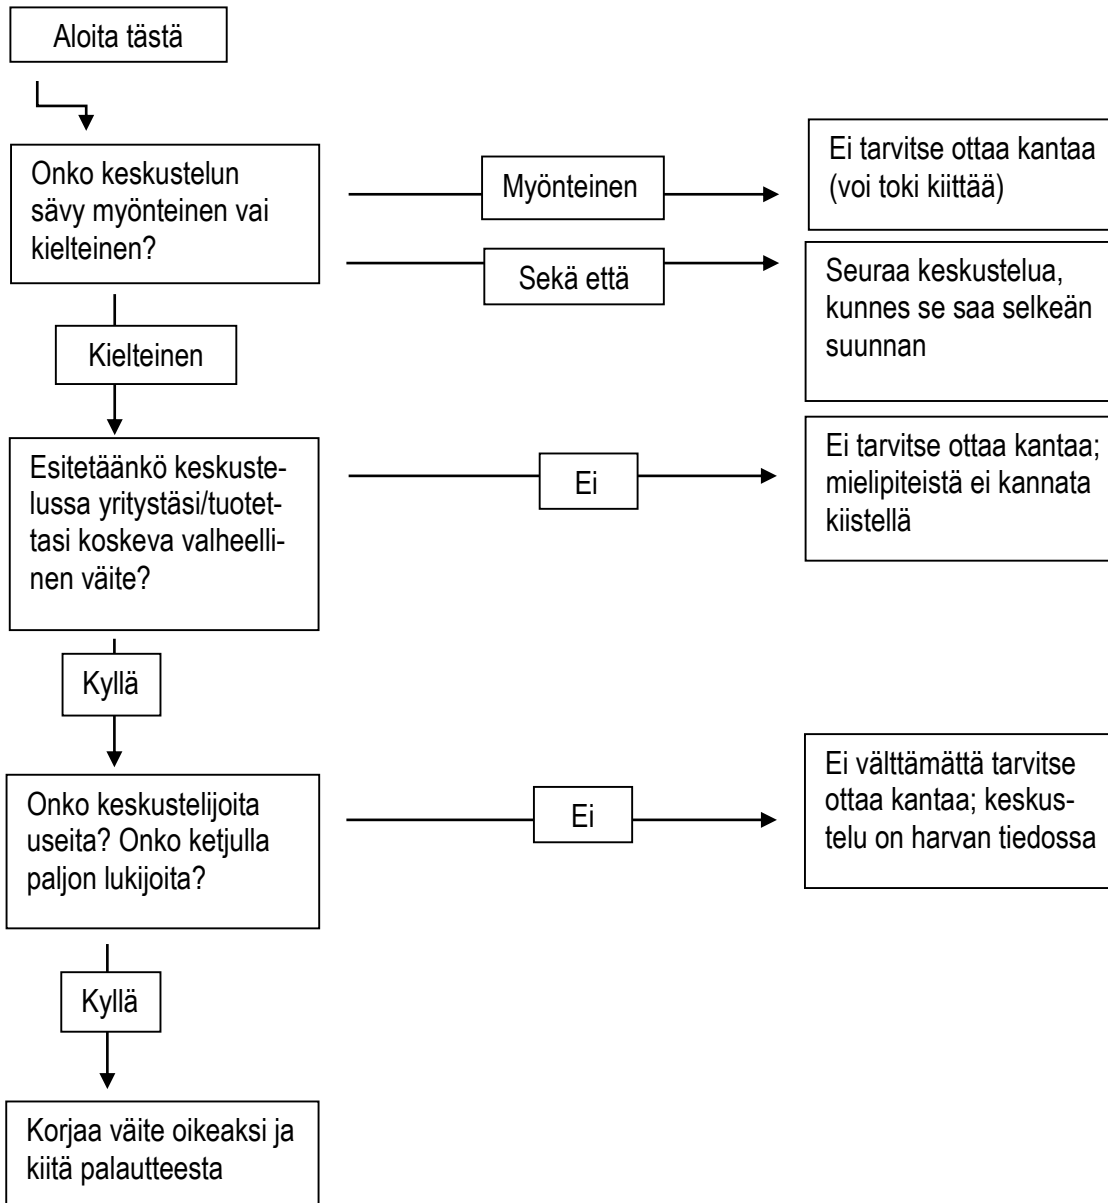 Aloita tästä
Onko keskustelun
sävy myönteinen vai
kielteinen?
Myönteinen
Ei tarvitse ottaa kantaa
(voi toki kiittää)
Sekä että
Seuraa keskustelua,
kunnes se saa selkeän
suunnan
Kielteinen
Esitetäänkö keskuste-
lussa yritystäsi/tuotet-
tasi koskeva valheelli-
nen väite?
Ei
Ei tarvitse ottaa kantaa;
mielipiteistä ei kannata
kiistellä
Kyllä
Onko keskustelijoita
useita? Onko ketjulla
paljon lukijoita?
Ei
Ei välttämättä tarvitse
ottaa kantaa; keskus-
telu on harvan tiedossa
Kyllä
Korjaa väite oikeaksi ja
kiitä palautteesta